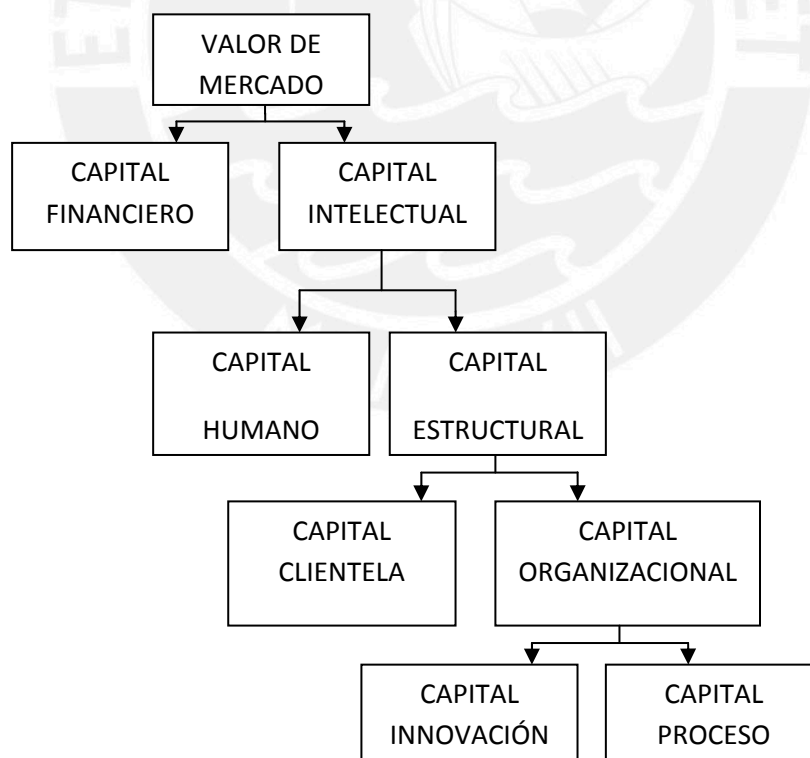 VALOR DE
MERCADO
CAPITAL
FINANCIERO
CAPITAL
INTELECTUAL
CAPITAL
HUMANO
CAPITAL
ESTRUCTURAL
CAPITAL
CLIENTELA
CAPITAL
ORGANIZACIONAL
CAPITAL
INNOVACIÓN
CAPITAL
PROCESO